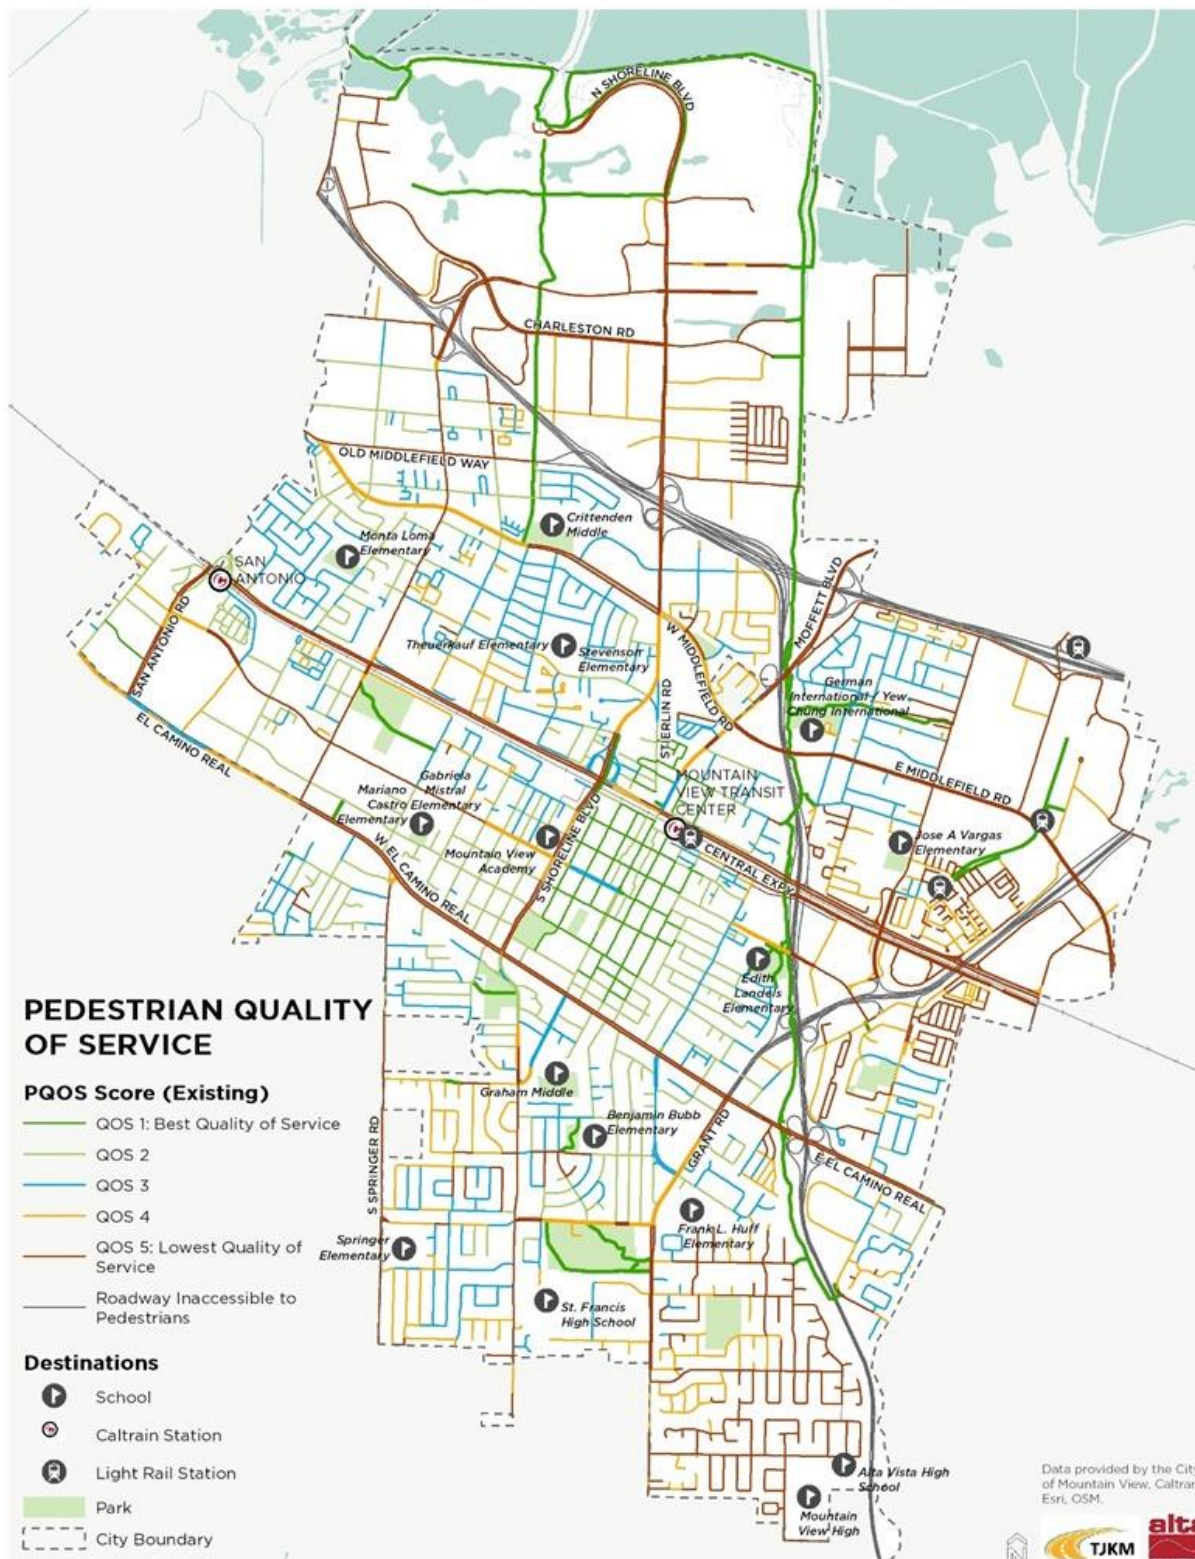 N SHORELINE BLVD
CHARLESTON RD
OLD MIDDLEFIELD WAY
Crittenden
Middle
Monta Loma
Elementary
SAN
ANTONIO
MOFFETT BLVD
SAN ANTONIO RD
Theuerkauf Elementary
Stevenson
Elementary
W MIDDLEFIELD RD
German
International / Yew
Chung International
EL CAMINO REAL
STIERLIN RD
E MIDDLEFIELD RD
MOUNTAIN
VIEW TRANSIT
CENTER
Gabriela
Mistral
Elementary
Mariano
Castro
Elementary
Jose A Vargas
Elementary
Mountain View
Academy
S SHORELINE BLVD
CENTRAL EXPY
W EL CAMINO REAL
Edith
Landels
Elementary
PEDESTRIAN QUALITY
OF SERVICE
PQOS Score (Existing)
QOS 1: Best Quality of Service
QOS 2
QOS 3
QOS 4
QOS 5: Lowest Quality of
Service
Roadway Inaccessible to
Pedestrians
Graham Middle
Benjamin Bubb
Elementary
GRANT RD
S SPRINGER RD
E EL CAMINO REAL
Frank L. Huff
Elementary
Springer
Elementary
St. Francis
High School
Destinations
School
Caltrain Station
Light Rail Station
Park
City Boundary
Alta Vista High
School
Mountain
View High
Data provided by the City
of Mountain View, Caltran
Esri, OSM.
TJKM
alta